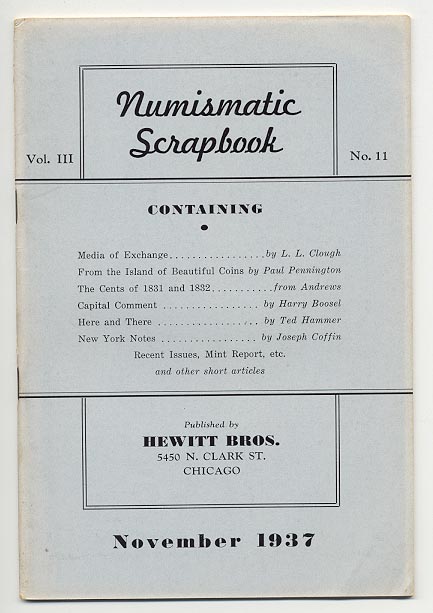 Numismatic
Scrapbook
Vol. III
No. 11
CONTAINING
Media of Exchange.................by L. L. Clough
From the Island of Beautiful Coins by Paul Pennington
The Cents of 1831 and 1832..........from Andrews
Capital Comment ................. by Harry Boosel
Here and There .................. by Ted Hammer
New York Notes ................. by Joseph Coffin
Recent Issues, Mint Report, etc.
and other short articles
Published by
HEWITT BROS.
5450 N. CLARK ST.
CHICAGO
November 1937